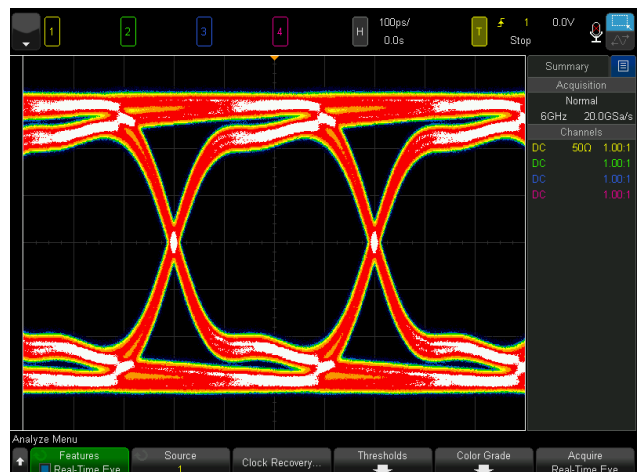 1 2 3 4 H 100ps/ 0.0s T 1 0.0V Stop
Summary
Acquisition
Normal
6GHz 20.0GSa/s
Channels
DC 50Ω 1.00:1
DC 1.00:1
DC 1.00:1
DC 1.00:1
Analyze Menu
Features Source Clock Recovery... Thresholds Color Grade Acquire
Real-Time Eye 1 Real-Time Eye